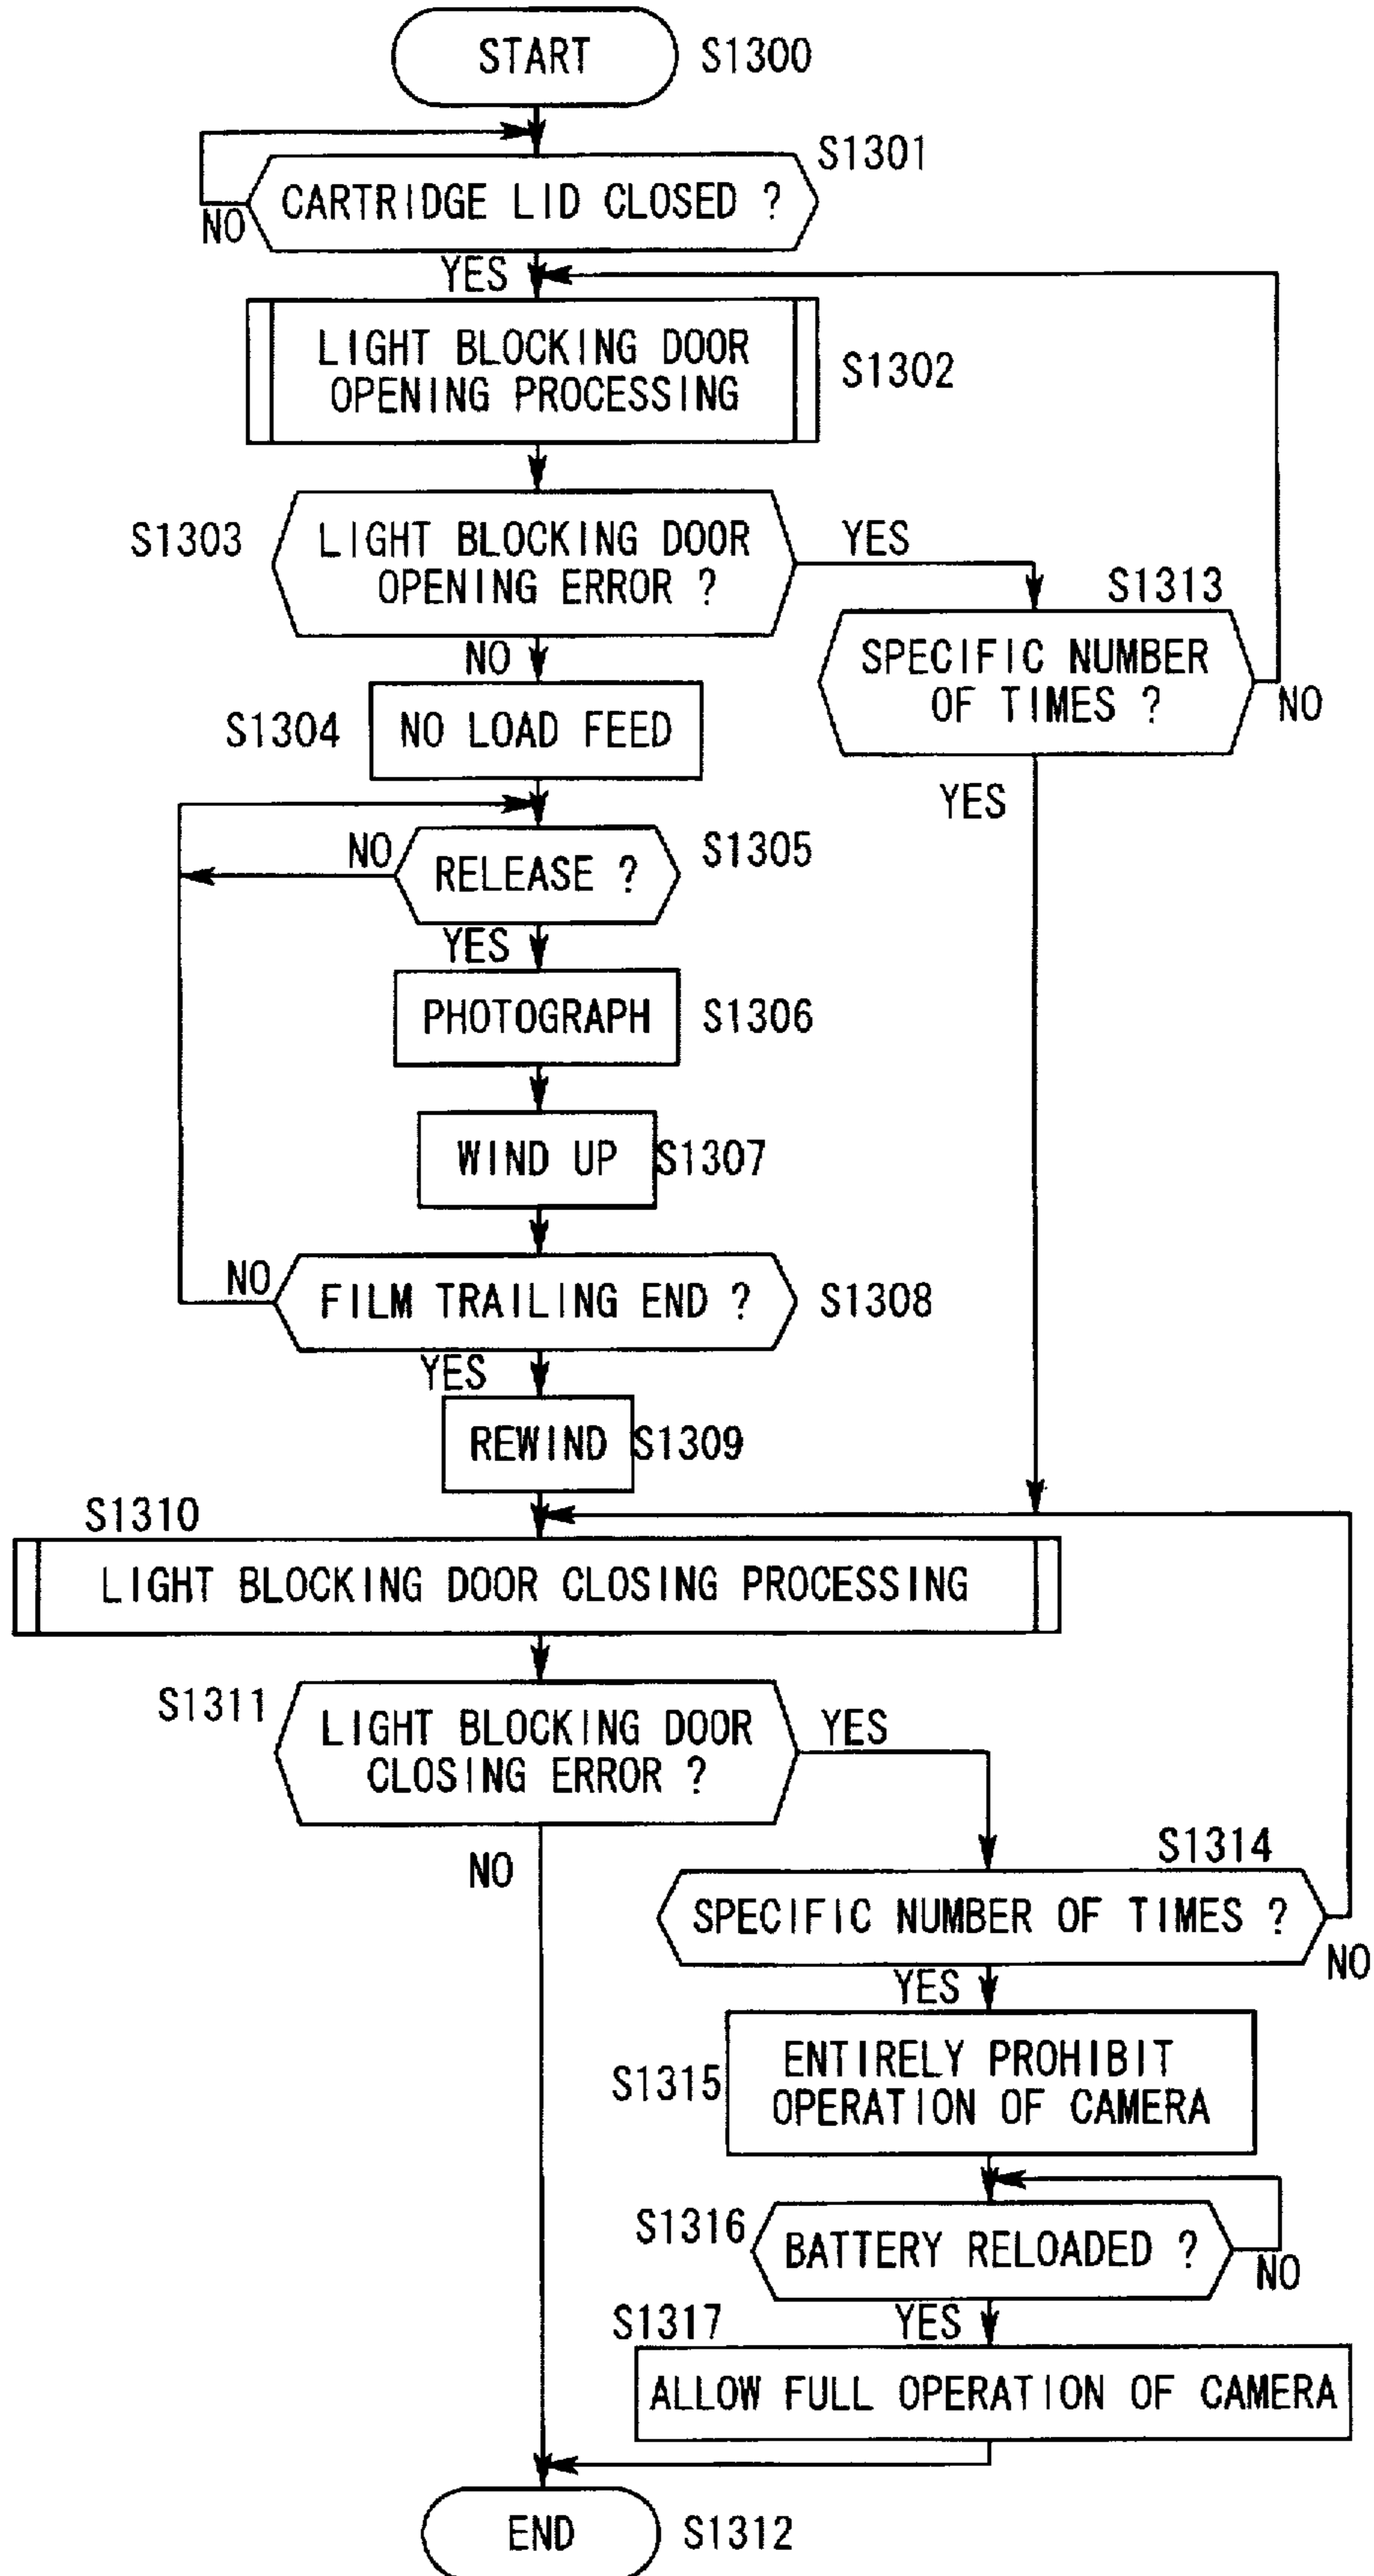 START
S1300
S1301
CARTRIDGE LID CLOSED ?
NO
YES
LIGHT BLOCKING DOOR
OPENING PROCESSING
S1302
S1303
LIGHT BLOCKING DOOR
OPENING ERROR ?
YES
S1313
SPECIFIC NUMBER
OF TIMES ?
NO
NO
S1304
NO LOAD FEED
YES
NO
RELEASE ?
S1305
YES
PHOTOGRAPH
S1306
WIND UP
S1307
NO
FILM TRAILING END ?
S1308
YES
REWIND
S1309
S1310
LIGHT BLOCKING DOOR CLOSING PROCESSING
S1311
LIGHT BLOCKING DOOR
CLOSING ERROR ?
YES
NO
S1314
SPECIFIC NUMBER OF TIMES ?
NO
YES
S1315
ENTIRELY PROHIBIT
OPERATION OF CAMERA
S1316
BATTERY RELOADED ?
NO
S1317
YES
ALLOW FULL OPERATION OF CAMERA
END
S1312